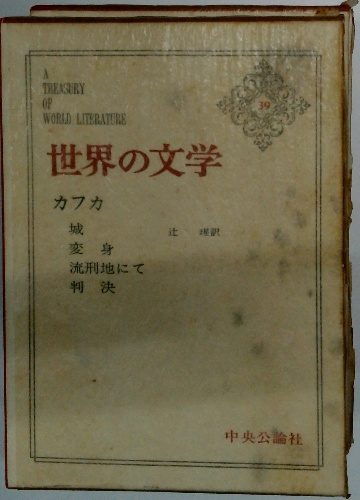 A
TREASURY
OF
WORLD LITERATURE
39
世界の文学
カフカ
城
辻 瑆訳
変身
流刑地にて
判決
中央公論社